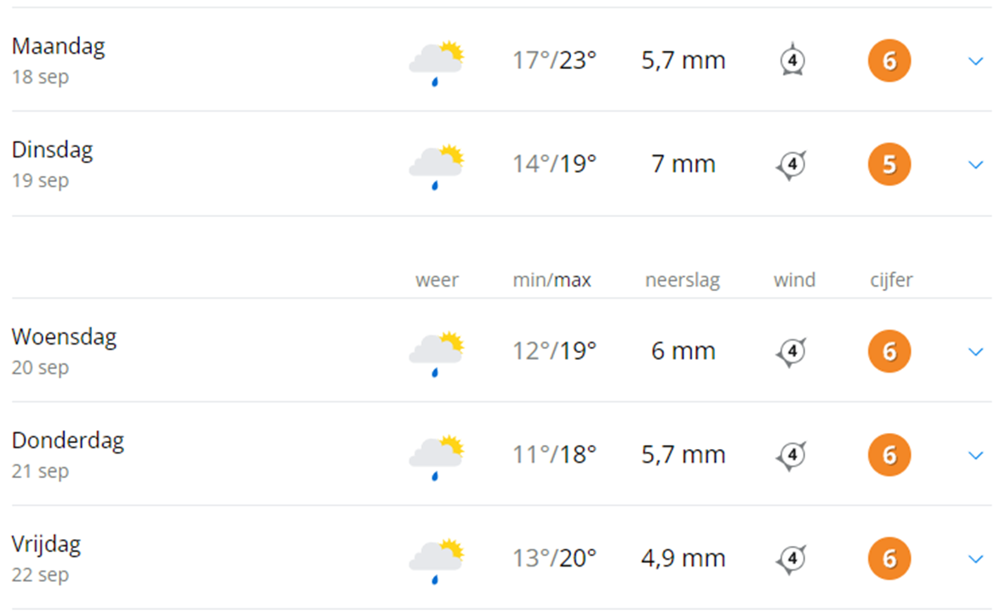 Maandag
18 sep
17°/23° 5,7 mm 4 6
Dinsdag
19 sep
14°/19° 7 mm 4 5
weer min/max neerslag wind cijfer
Woensdag
20 sep
12°/19° 6 mm 4 6
Donderdag
21 sep
11°/18° 5,7 mm 4 6
Vrijdag
22 sep
13°/20° 4,9 mm 4 6